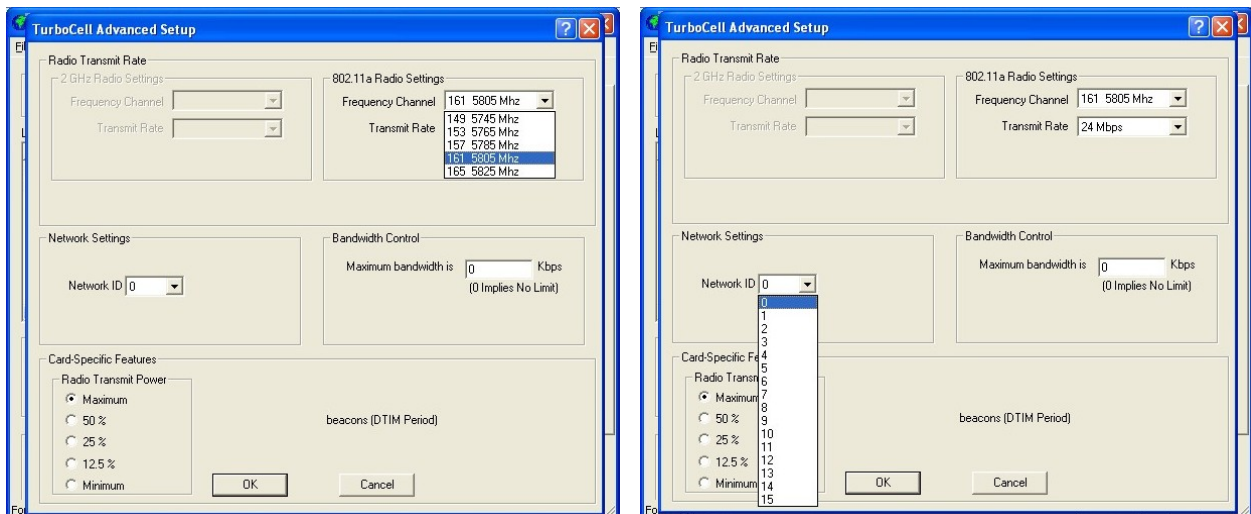 TurboCell Advanced Setup
Radio Transmit Rate
2 GHz Radio Settings
Frequency Channel
Transmit Rate
802.11a Radio Settings
Frequency Channel 161 5805 Mhz
Transmit Rate
149 5745 Mhz
153 5765 Mhz
157 5785 Mhz
161 5805 Mhz
165 5825 Mhz
Network Settings
Network ID 0
Bandwidth Control
Maximum bandwidth is 0 Kbps
(0 Implies No Limit)
Card-Specific Features
Radio Transmit Power
Maximum
50 %
25 %
12.5 %
Minimum
beacons (DTIM Period)
OK
Cancel
TurboCell Advanced Setup
Radio Transmit Rate
2 GHz Radio Settings
Frequency Channel
Transmit Rate
802.11a Radio Settings
Frequency Channel 161 5805 Mhz
Transmit Rate 24 Mbps
Network Settings
Network ID 0
0
1
2
3
4
5
6
7
8
9
10
11
12
13
14
15
Bandwidth Control
Maximum bandwidth is 0 Kbps
(0 Implies No Limit)
Card-Specific Fe
Radio Transm
Maximum
50 %
25 %
12.5 %
Minimum
beacons (DTIM Period)
OK
Cancel